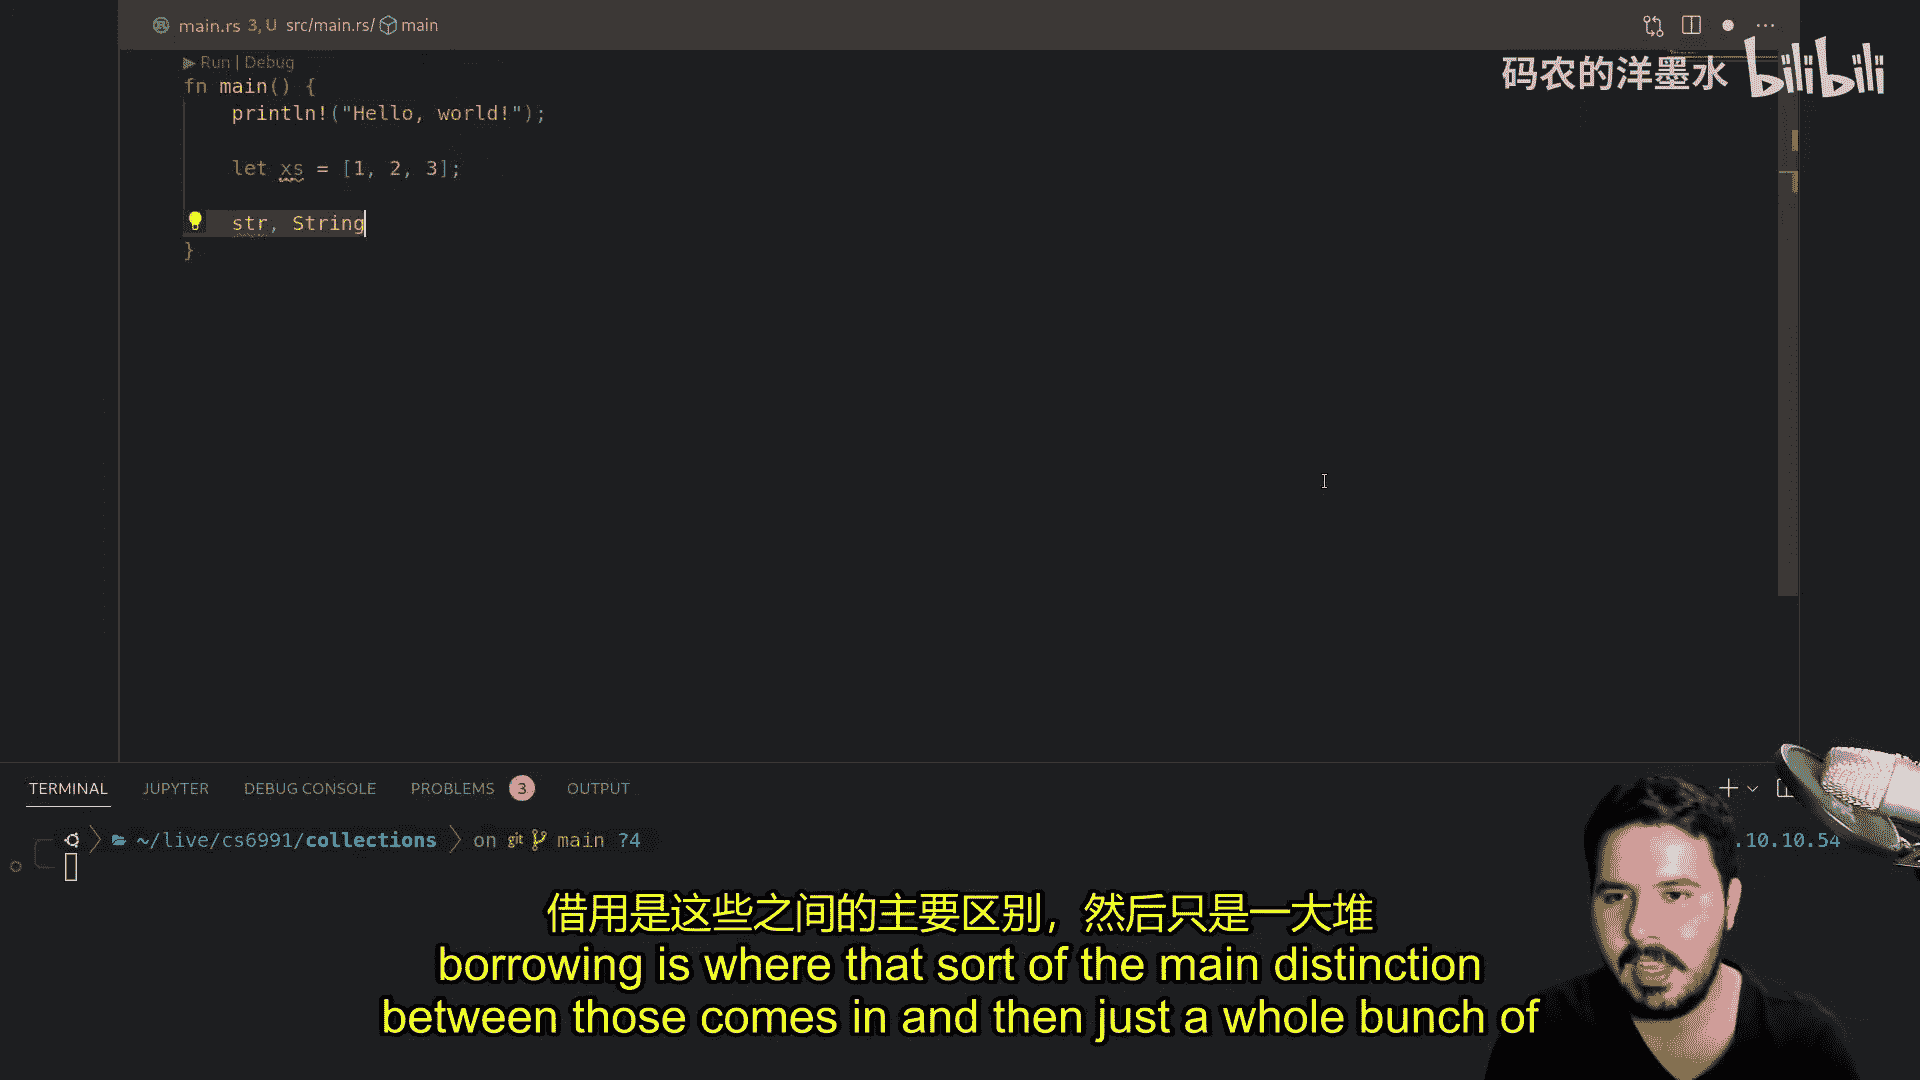 main.rs 3, U src/main.rs/ main
码农的洋墨水 bilibili
Run | Debug
fn main() {
println!("Hello, world!");
let xs = [1, 2, 3];
str, String
}
TERMINAL JUPYTER DEBUG CONSOLE PROBLEMS 3 OUTPUT
~/live/cs6991/collections on git main ?4 .10.10.54
借用是这些之间的主要区别，然后只是一大堆
borrowing is where that sort of the main distinction
between those comes in and then just a whole bunch of